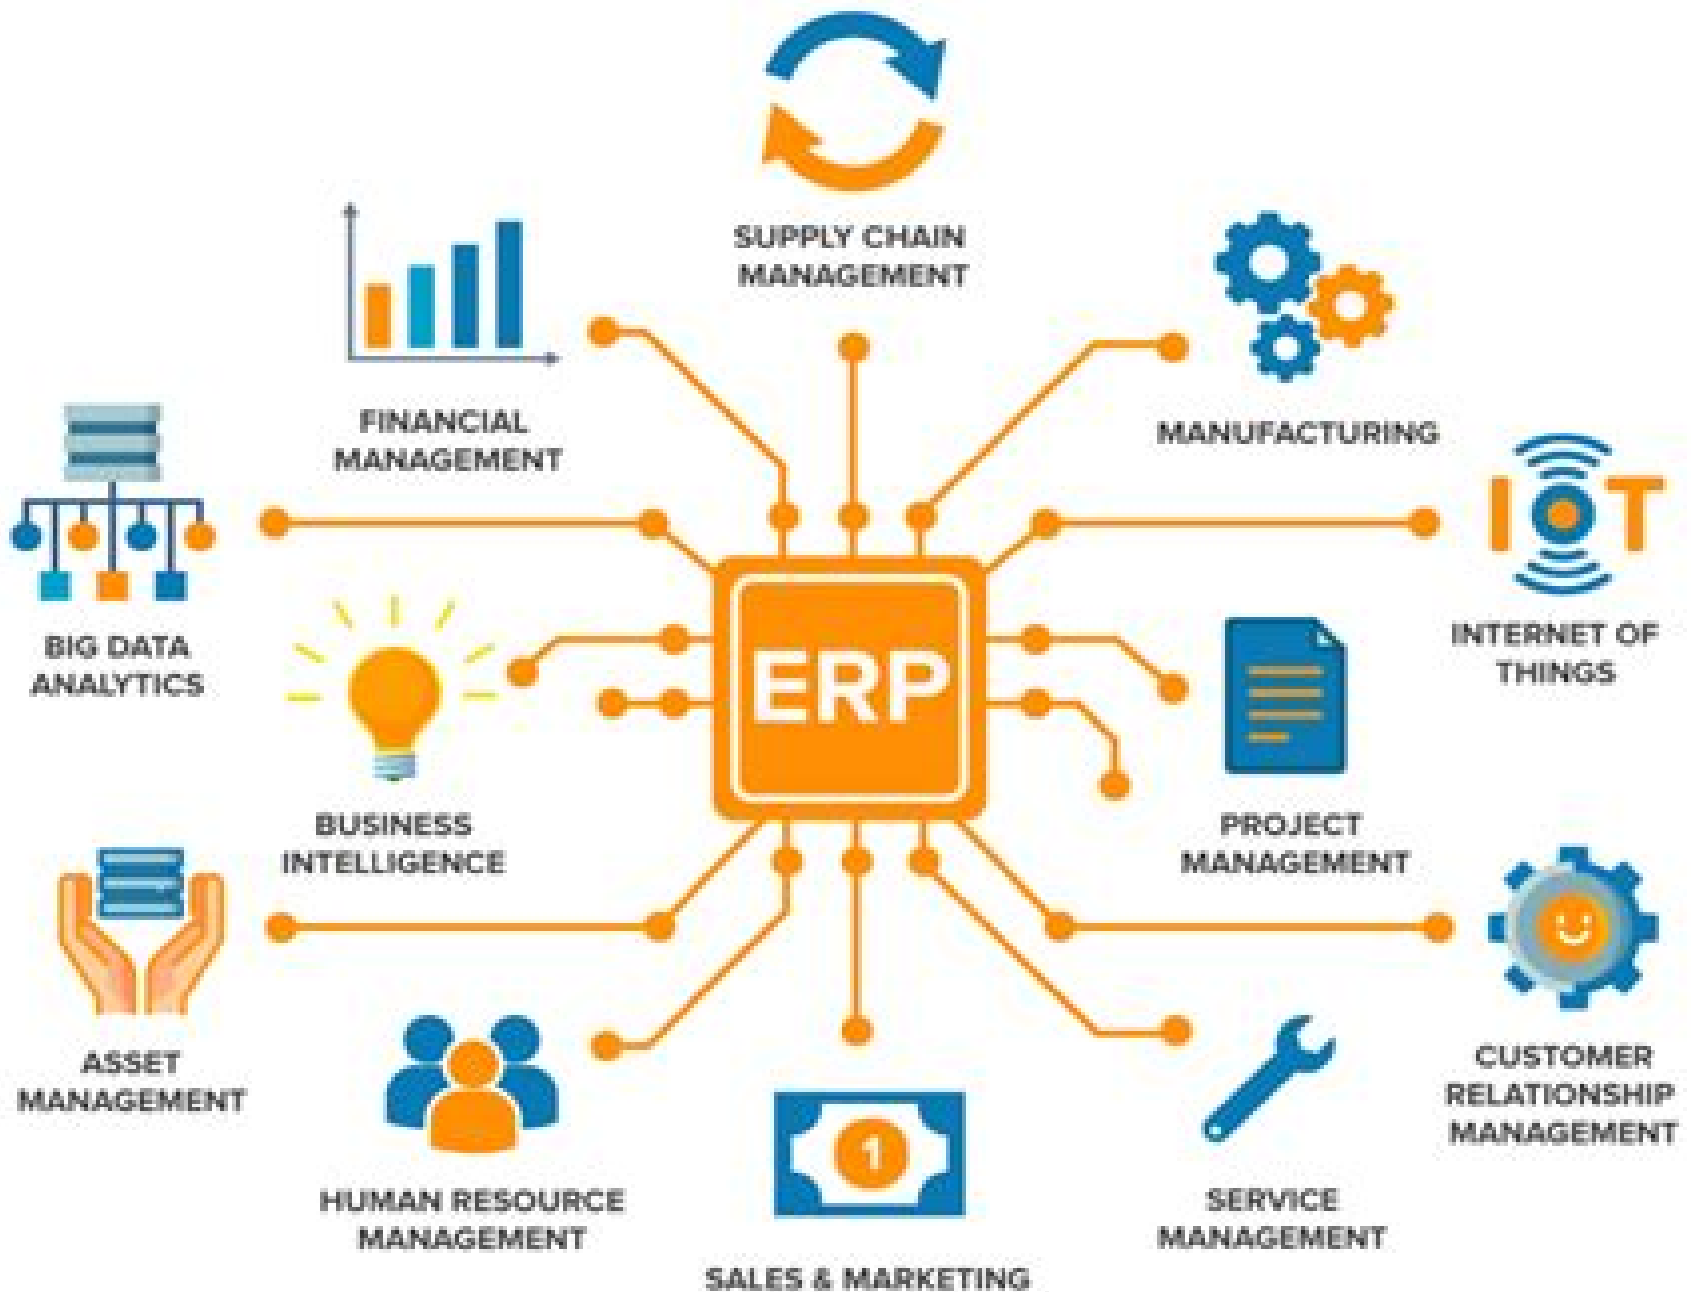 SUPPLY CHAIN
MANAGEMENT
FINANCIAL
MANAGEMENT
MANUFACTURING
IOT
BIG DATA
ANALYTICS
INTERNET OF
THINGS
ERP
BUSINESS
INTELLIGENCE
PROJECT
MANAGEMENT
ASSET
MANAGEMENT
CUSTOMER
RELATIONSHIP
MANAGEMENT
1
HUMAN RESOURCE
MANAGEMENT
SERVICE
MANAGEMENT
SALES & MARKETING